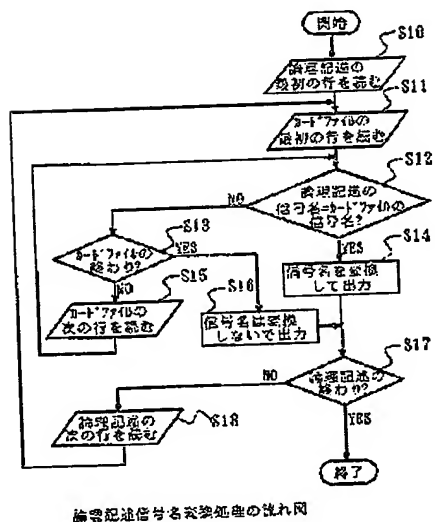 開始
S10
論理記述の
最初の行を読む
S11
カードファイルの
最初の行を読む
S12
論理記述の
信号名=カードファイルの
信号名?
NO
YES
S13
カードファイルの
終わり?
YES
NO
S14
信号名を変換
して出力
S15
カードファイルの
次の行を読む
S16
信号名は変換
しないで出力
S17
論理記述の
終わり?
NO
YES
S18
論理記述の
次の行を読む
終了
論理記述信号名変換処理の流れ図